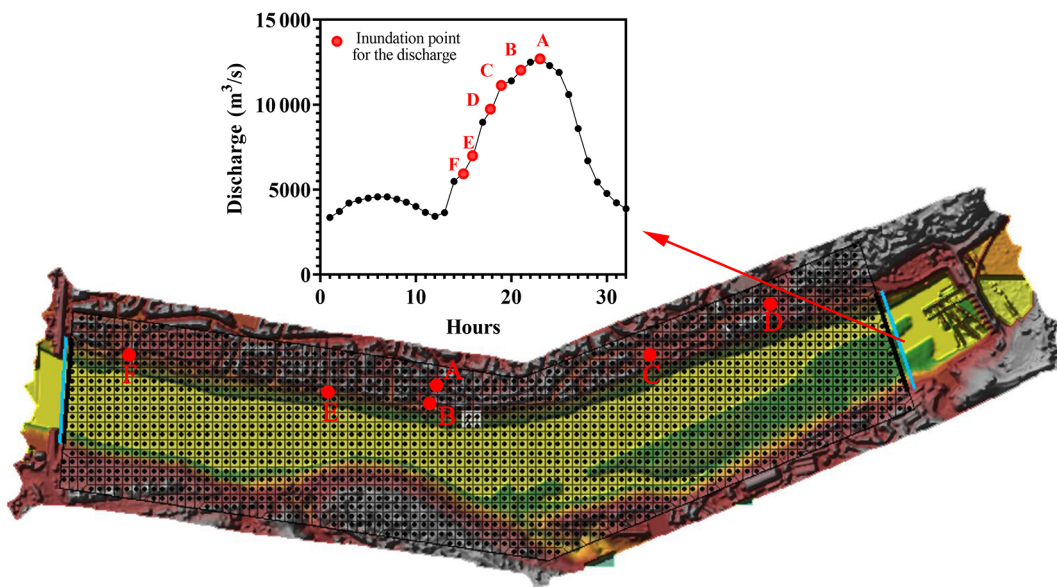 15 000
10 000
5000
0
Discharge (m³/s)
Inundation point
for the discharge
A
B
C
D
E
F
0
10
20
30
Hours
D
F
C
A
E
B